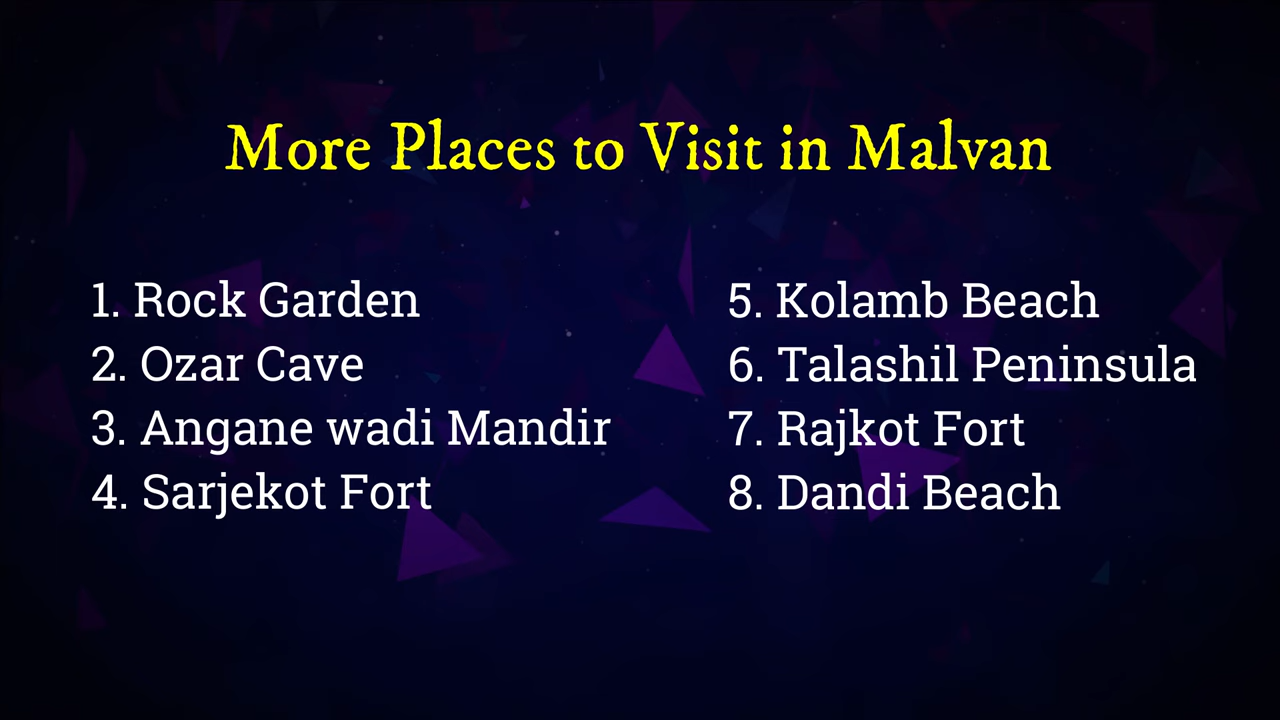 More Places to Visit in Malvan
1. Rock Garden
2. Ozar Cave
3. Angane wadi Mandir
4. Sarjekot Fort
5. Kolamb Beach
6. Talashil Peninsula
7. Rajkot Fort
8. Dandi Beach